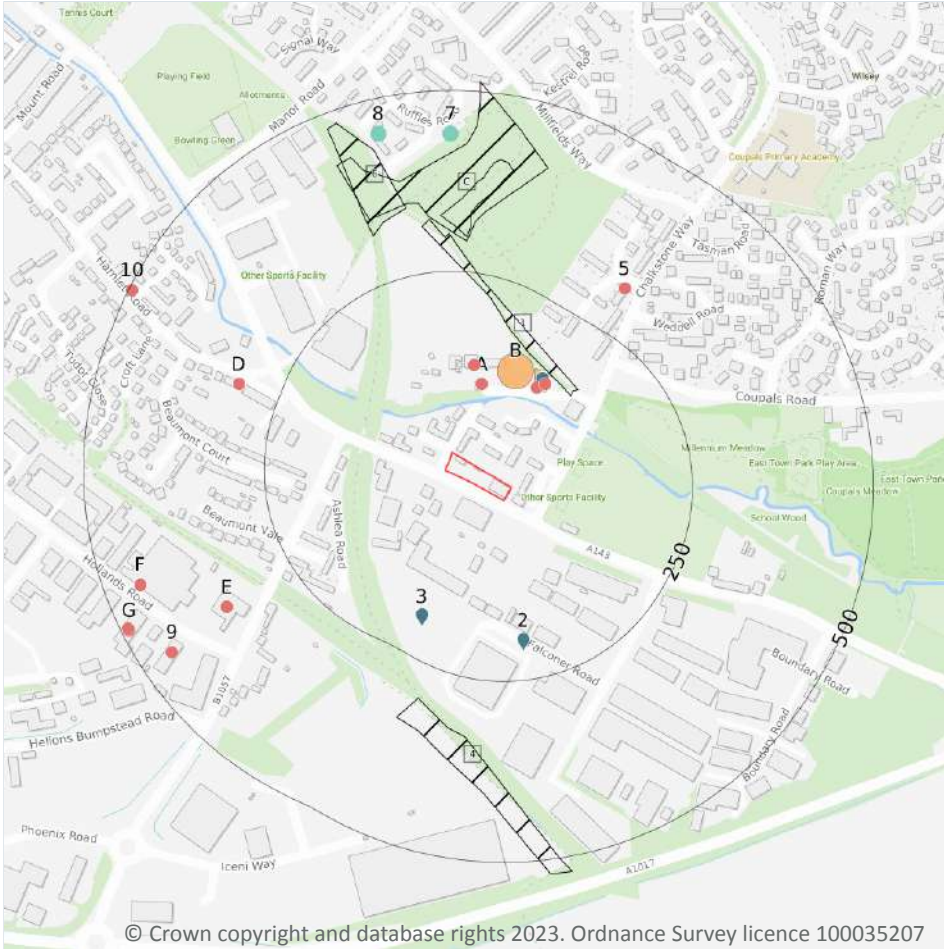 Tennis Court
Signal Way
Mount Road
Playing Field
Allotments
Manor Road
Bowling Green
Kestrel Road
Wilsey
8
Ruffles Road
7
Millfields Way
Coupals Primary Academy
C
Chalkstone Way
Tasman Road
Roman Way
10
Hamlet Road
Other Sports Facility
5
Weddell Road
1
B
A
D
Croft Lane
Tudor Close
Beaumont Court
Coupals Road
Millennium Meadow
East Town Park Play Area
East Town Park
Coupals Meadow
Play Space
Other Sports Facility
School Wood
Ashlea Road
Beaumont Vale
A143
250
500
F
Hollands Road
E
G
9
3
2
Falconer Road
Boundary Road
B1057
Hellons Bumpstead Road
4
Boundary Road
Phoenix Road
Iceni Way
A1017
© Crown copyright and database rights 2023. Ordnance Survey licence 100035207